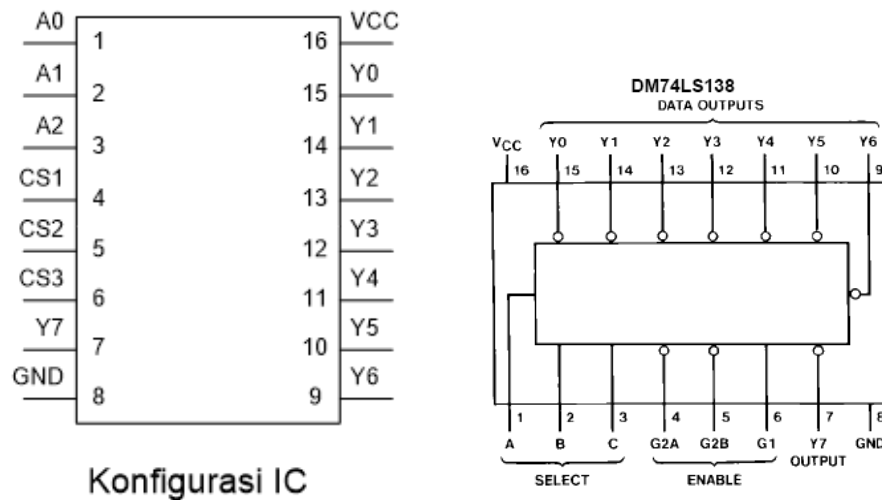 A0 1 16 VCC
A1 2 15 Y0
A2 3 14 Y1
CS1 4 13 Y2
CS2 5 12 Y3
CS3 6 11 Y4
Y7 7 10 Y5
GND 8 9 Y6
Konfigurasi IC
DM74LS138
DATA OUTPUTS
VCC Y0 Y1 Y2 Y3 Y4 Y5 Y6
16 15 14 13 12 11 10 9
1 2 3 4 5 6 7 8
A B C G2A G2B G1 Y7 GND
OUTPUT
SELECT ENABLE